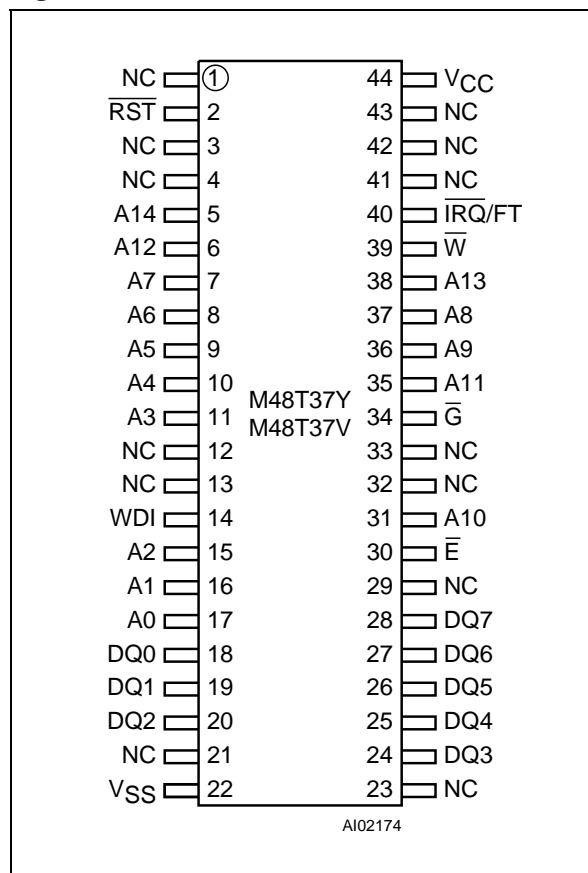 NC 1 44 VCC
R̅S̅T̅ 2 43 NC
NC 3 42 NC
NC 4 41 NC
A14 5 40 I̅R̅Q̅/FT
A12 6 39 W̅
A7 7 38 A13
A6 8 37 A8
A5 9 36 A9
A4 10 35 A11
M48T37Y
A3 11 34 G̅
M48T37V
NC 12 33 NC
NC 13 32 NC
WDI 14 31 A10
A2 15 30 E̅
A1 16 29 NC
A0 17 28 DQ7
DQ0 18 27 DQ6
DQ1 19 26 DQ5
DQ2 20 25 DQ4
NC 21 24 DQ3
VSS 22 23 NC
AI02174